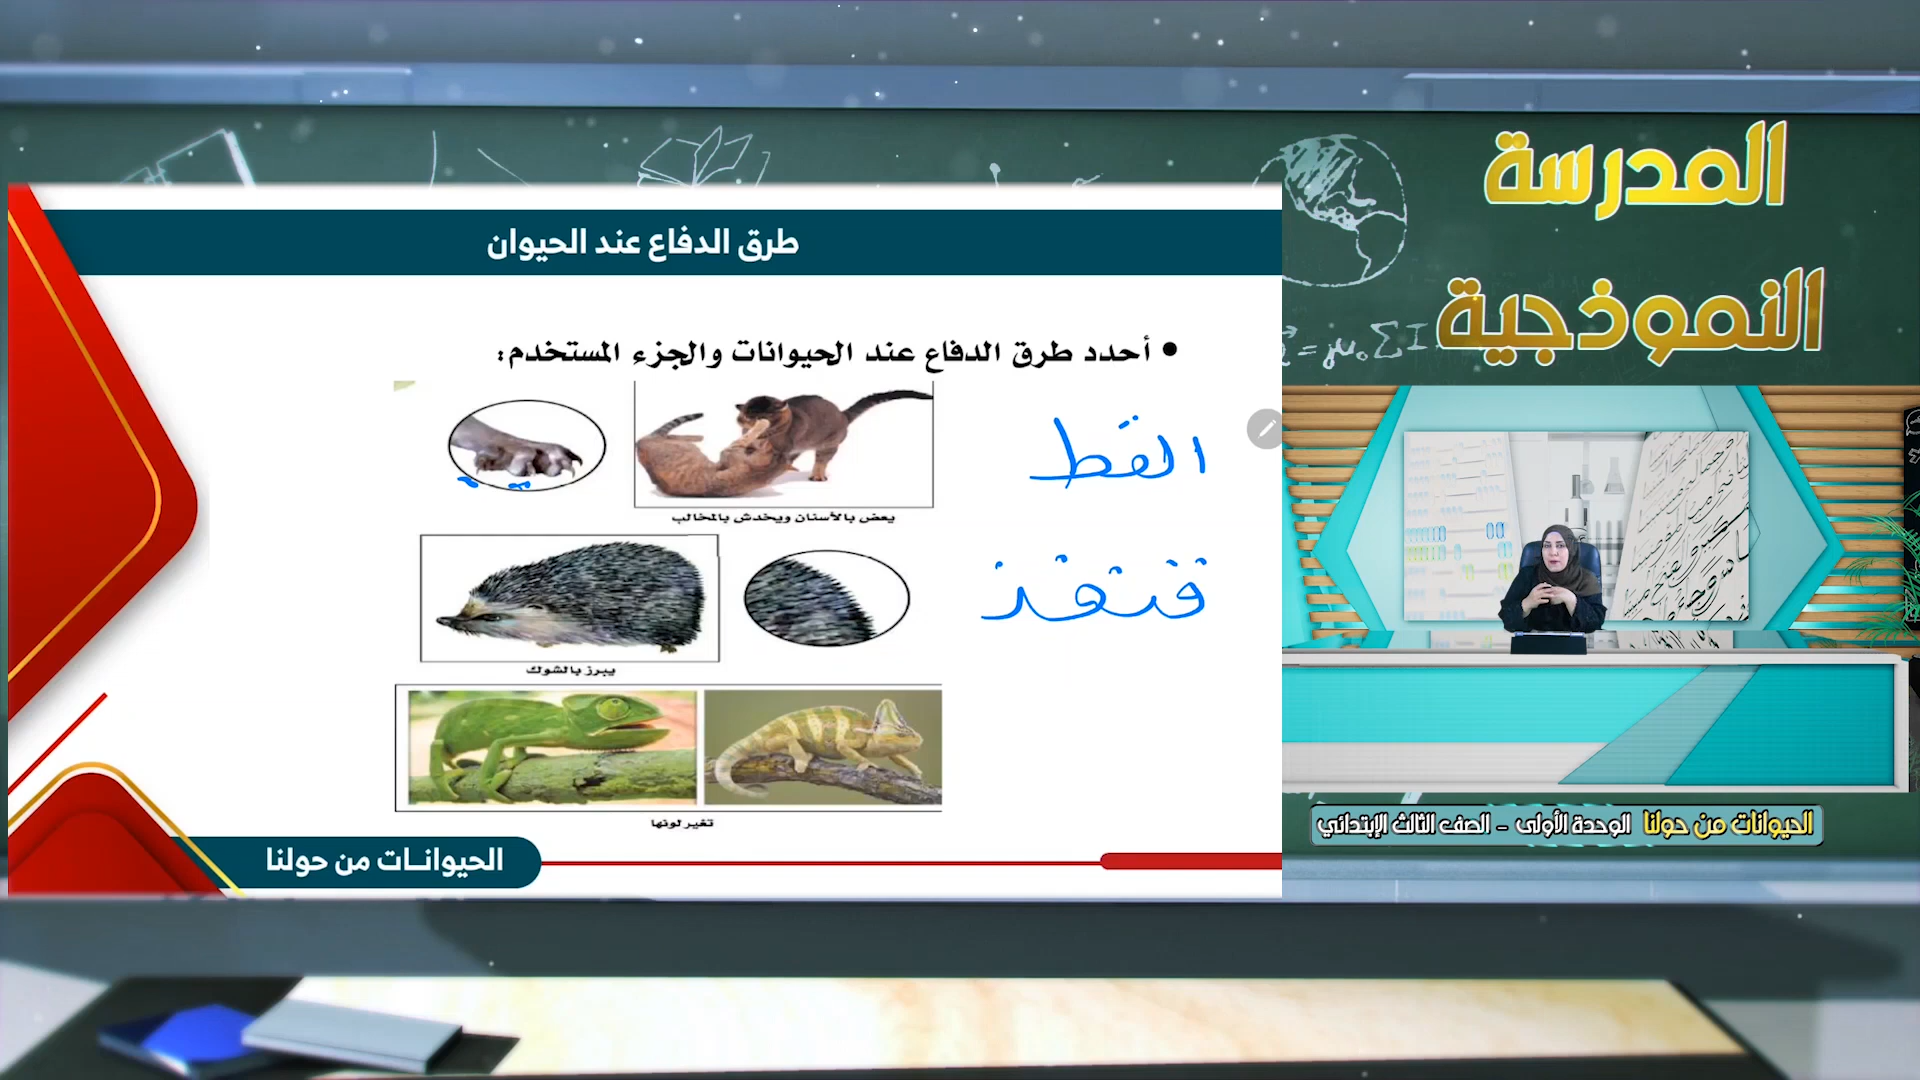 المدرسة
النموذجية
طرق الدفاع عند الحيوان
• أحدد طرق الدفاع عند الحيوانات والجزء المستخدم:
القط
يعض بالأسنان ويخدش بالمخالب
قنفذ
يبرز بالشوك
تغير لونها
الحيوانات من حولنا
الحيوانات من حولنا الوحدة الأولى - الصف الثالث الإبتدائي